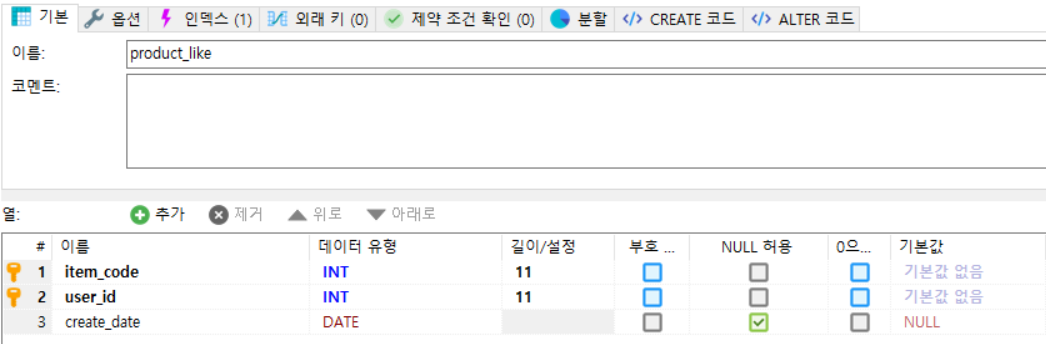 기본 옵션 인덱스 (1) 외래 키 (0) 제약 조건 확인 (0) 분할 </> CREATE 코드 </> ALTER 코드
이름: product_like
코멘트:
열: 추가 제거 위로 아래로
# 이름 데이터 유형 길이/설정 부호 ... NULL 허용 0으... 기본값
1 item_code INT 11 기본값 없음
2 user_id INT 11 기본값 없음
3 create_date DATE NULL